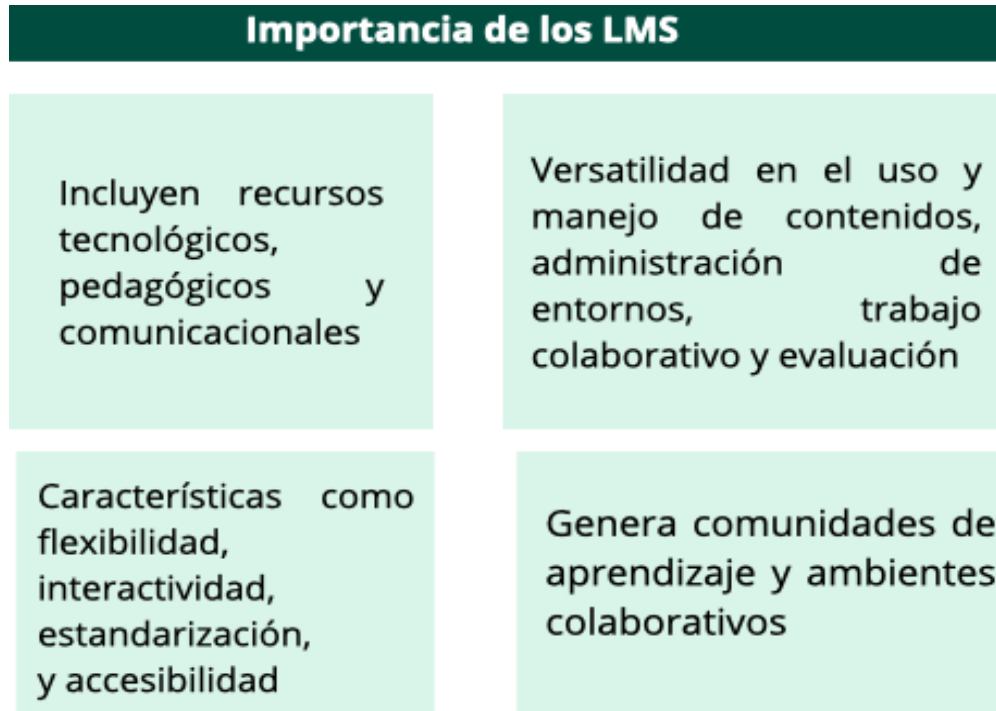 Importancia de los LMS
Incluyen recursos
tecnológicos,
pedagógicos y
comunicacionales
Versatilidad en el uso y
manejo de contenidos,
administración de
entornos, trabajo
colaborativo y evaluación
Características como
flexibilidad,
interactividad,
estandarización,
y accesibilidad
Genera comunidades de
aprendizaje y ambientes
colaborativos